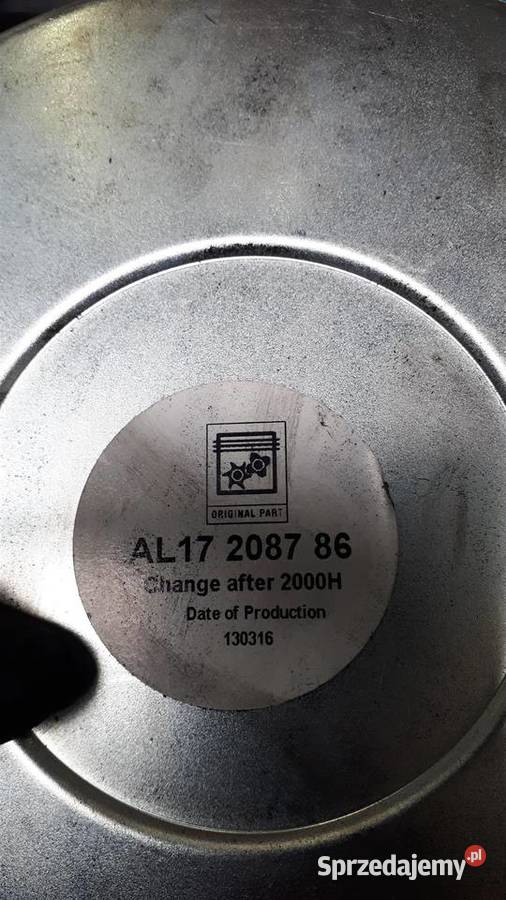 ORIGINAL PART
AL17 2087 86
Change after 2000H
Date of Production
130316
Sprzedajemy.pl